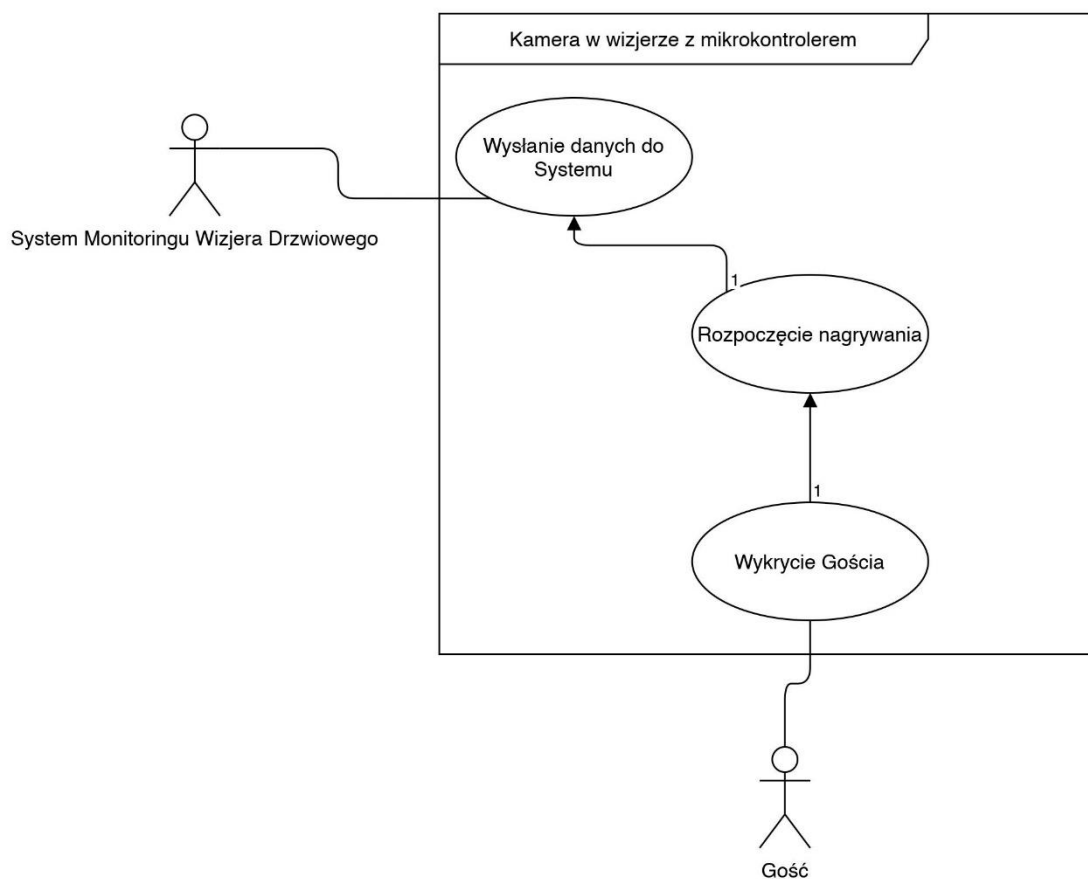 Kamera w wizjerze z mikrokontrolerem
Wysłanie danych do
Systemu
System Monitoringu Wizjera Drzwiowego
1
Rozpoczęcie nagrywania
1
Wykrycie Gościa
Gość